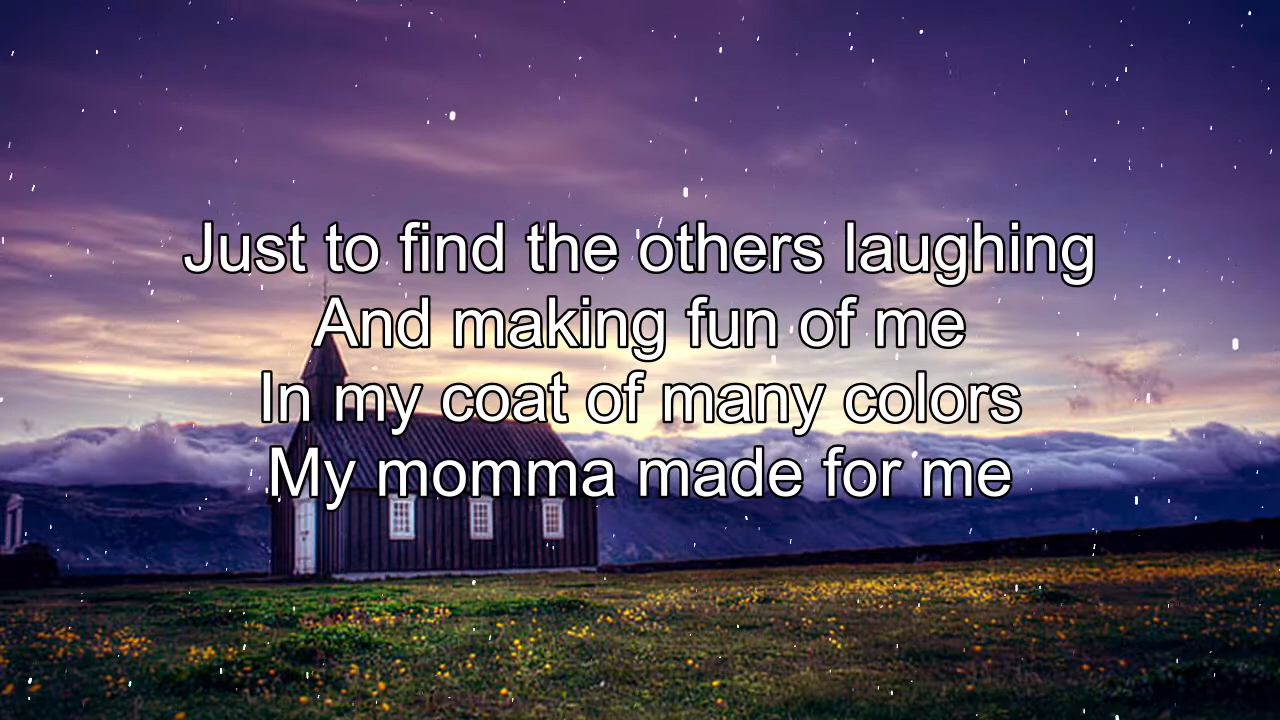 Just to find the others laughing
And making fun of me
In my coat of many colors
My momma made for me